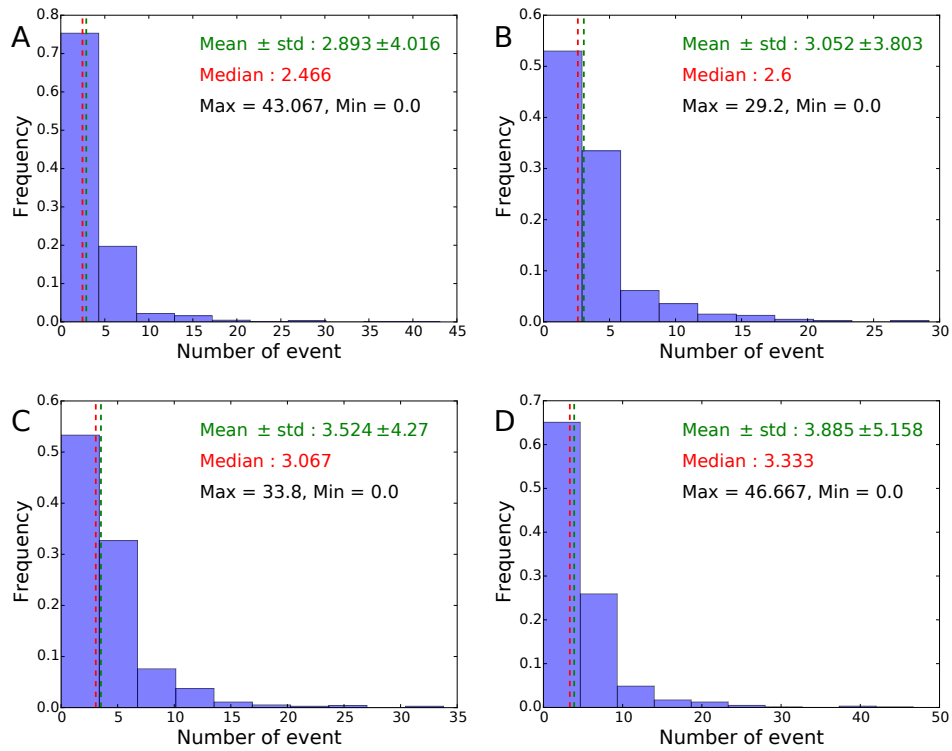 A
Mean ± std : 2.893±4.016
Median : 2.466
Max = 43.067, Min = 0.0
Frequency
0.8
0.7
0.6
0.5
0.4
0.3
0.2
0.1
0.0
0 5 10 15 20 25 30 35 40 45
Number of event
B
Mean ± std : 3.052±3.803
Median : 2.6
Max = 29.2, Min = 0.0
Frequency
0.6
0.5
0.4
0.3
0.2
0.1
0.0
0 5 10 15 20 25 30
Number of event
C
Mean ± std : 3.524±4.27
Median : 3.067
Max = 33.8, Min = 0.0
Frequency
0.6
0.5
0.4
0.3
0.2
0.1
0.0
0 5 10 15 20 25 30 35
Number of event
D
Mean ± std : 3.885±5.158
Median : 3.333
Max = 46.667, Min = 0.0
Frequency
0.7
0.6
0.5
0.4
0.3
0.2
0.1
0.0
0 10 20 30 40 50
Number of event